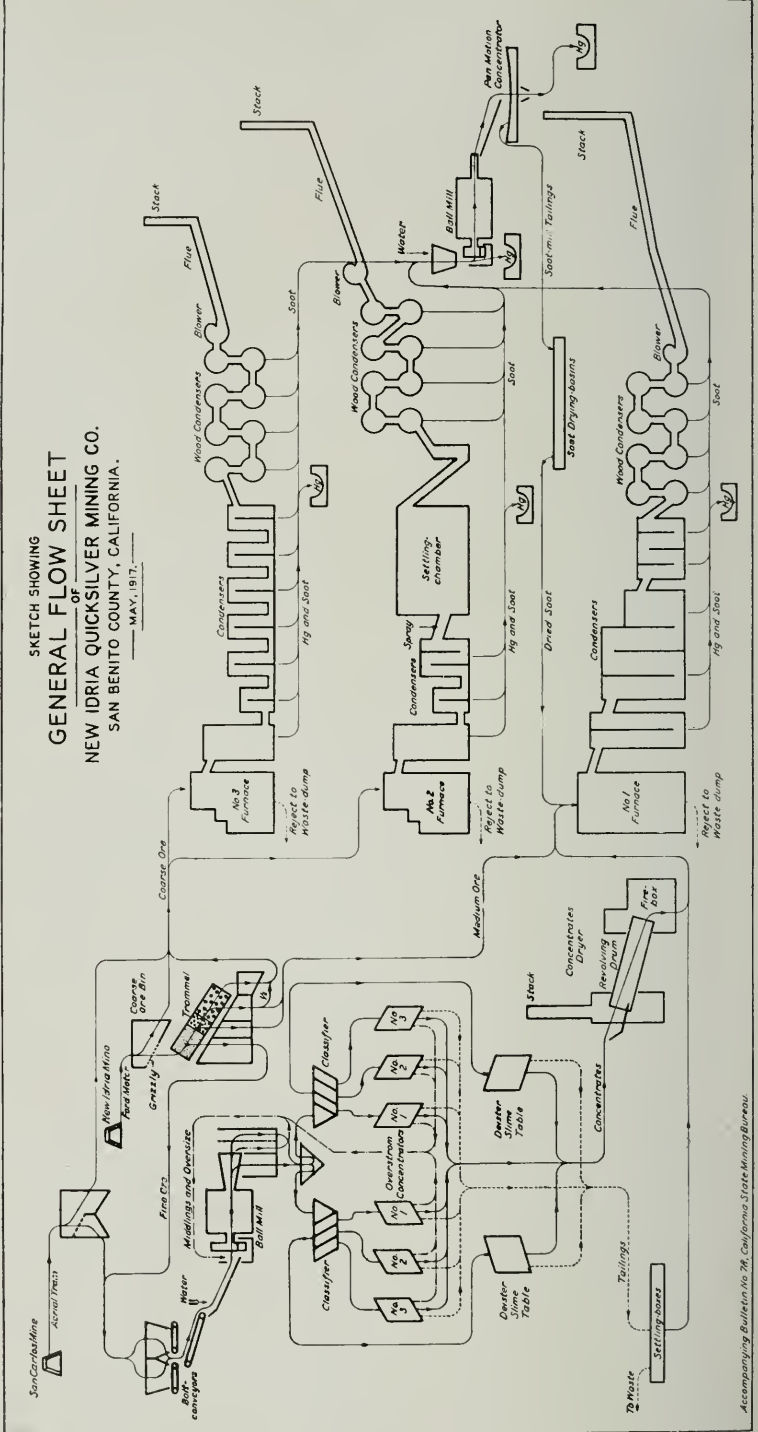 SKETCH SHOWING
GENERAL FLOW SHEET
OF
NEW IDRIA QUICKSILVER MINING CO.
SAN BENITO COUNTY, CALIFORNIA.
MAY, 1917.
San Carlos Mine
Aerial Tram
New Idria Mine
Ford Motor
Grizzly
Coarse
Ore Bin
Trommel
Coarse Ore
Fine Ore
Belt-
conveyors
Water
Middlings and Oversize
Ball Mill
Classifier
Classifier
Overstrom
Concentrators
No.
1
No.
2
No.
3
No.
1
No.
2
No
3
Deister
Slime
Table
Deister
Slime
Table
Medium Ore
Concentrates
Tailings
Settling-boxes
To Waste
Stack
Concentrates
Dryer
Revolving
Drum
Fire-
box
No 3
Furnace
Reject to
Waste-dump
Condensers
Hg and Soot
Hg
Wood Condensers
Soot
Blower
Flue
Stack
No.2
Furnace
Reject to
Waste-dump
Condensers
Spray
Settling-
chamber
Hg and Soot
Hg
Wood Condensers
Soot
Blower
Flue
Stack
Water
Ball Mill
Hg
Pan Motion
Concentrator
Hg
Soot-mill Tailings
Soot Drying-basins
Dried Soot
No 1
Furnace
Reject to
Waste dump
Condensers
Hg and Soot
Hg
Wood Condensers
Soot
Blower
Flue
Stack
Accompanying Bulletin No 78, California State Mining Bureau.